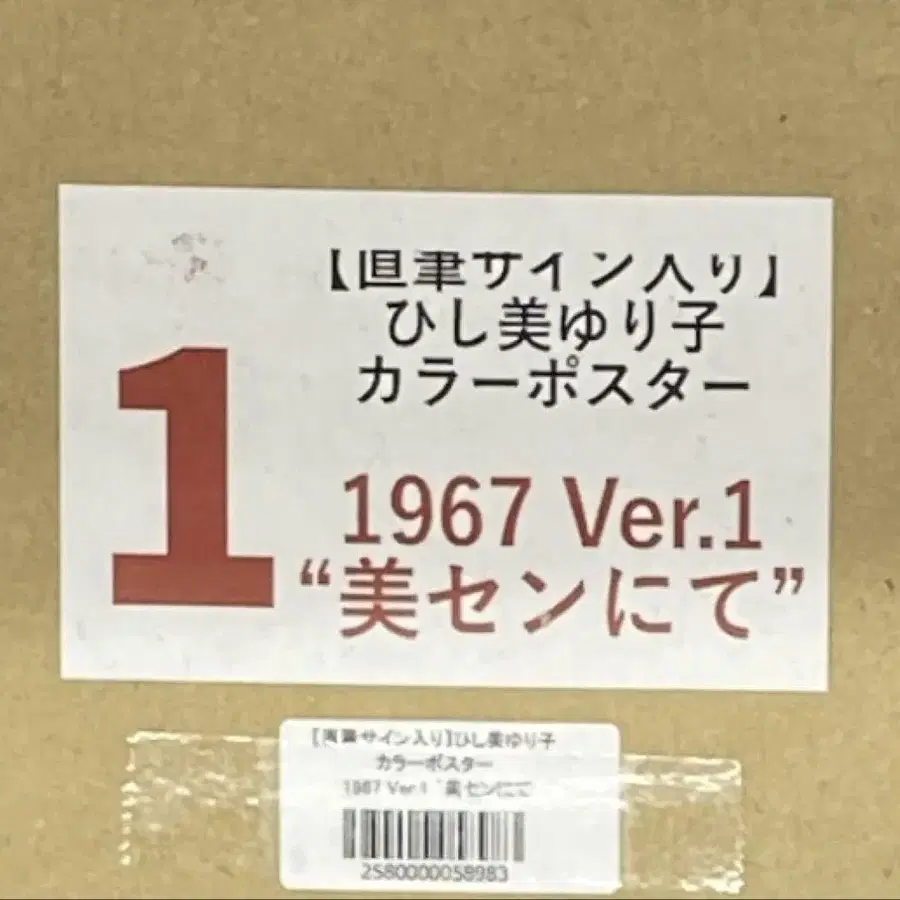 【直筆サイン入り】
ひし美ゆり子
カラーポスター
1
1967 Ver.1
“美センにて”
【直筆サイン入り】ひし美ゆり子
カラーポスター
1967 Ver.1 “美センにて
2580000058983